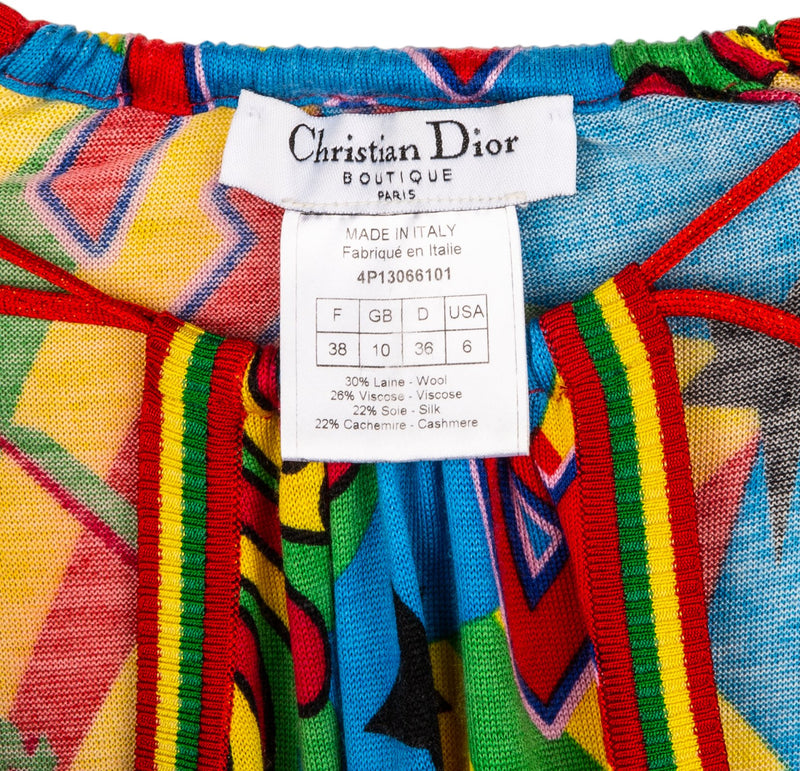 Christian Dior
BOUTIQUE
PARIS
MADE IN ITALY
Fabriqué en Italie
4P13066101
F GB D USA
38 10 36 6
30% Laine - Wool
26% Viscose - Viscose
22% Soie - Silk
22% Cachemire - Cashmere